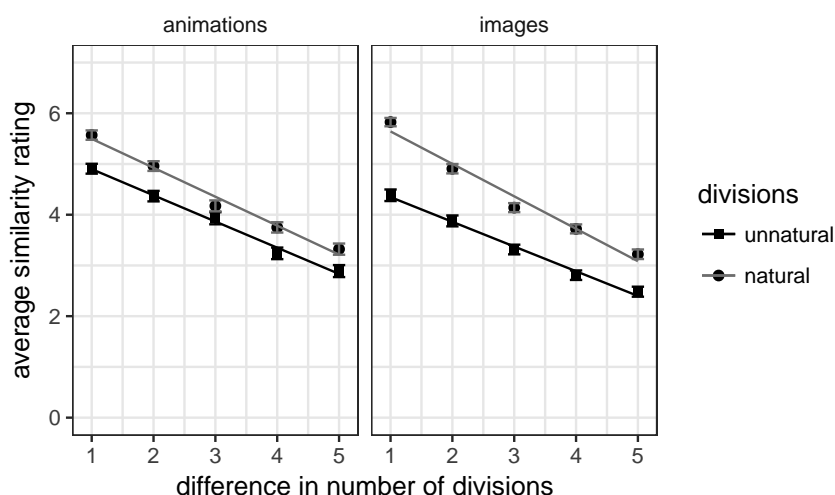 animations images
average similarity rating
6
4
2
0
1 2 3 4 5 1 2 3 4 5
difference in number of divisions
divisions
unnatural
natural